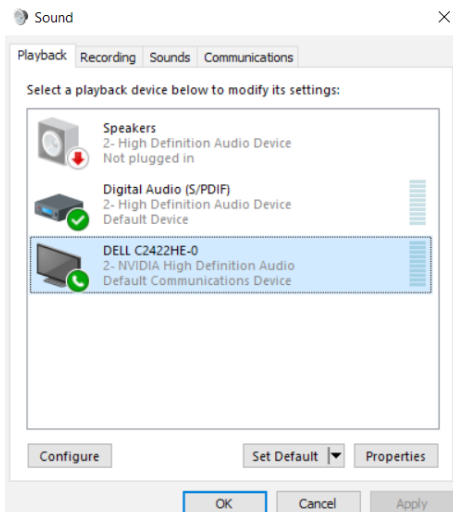 Sound
Playback Recording Sounds Communications
Select a playback device below to modify its settings:
Speakers
2- High Definition Audio Device
Not plugged in
Digital Audio (S/PDIF)
2- High Definition Audio Device
Default Device
DELL C2422HE-0
2- NVIDIA High Definition Audio
Default Communications Device
Configure Set Default Properties
OK Cancel Apply